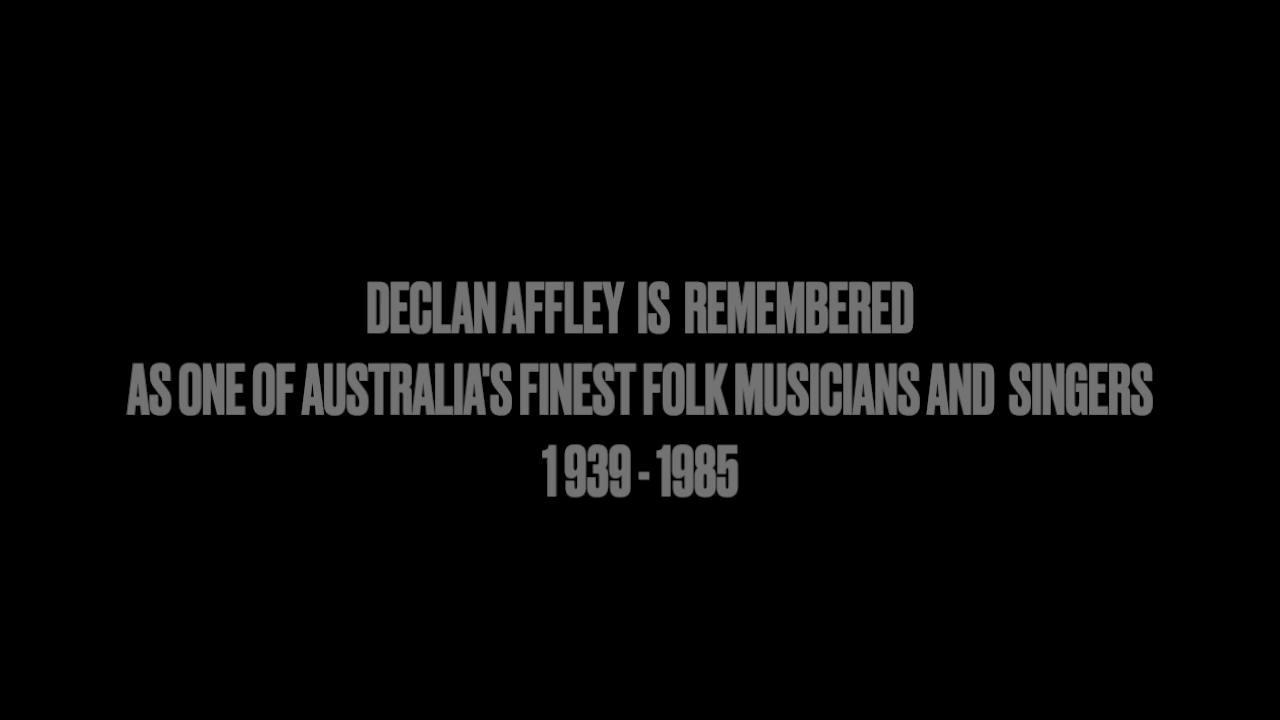 DECLAN AFFLEY IS REMEMBERED
AS ONE OF AUSTRALIA'S FINEST FOLK MUSICIANS AND SINGERS
1939 - 1985